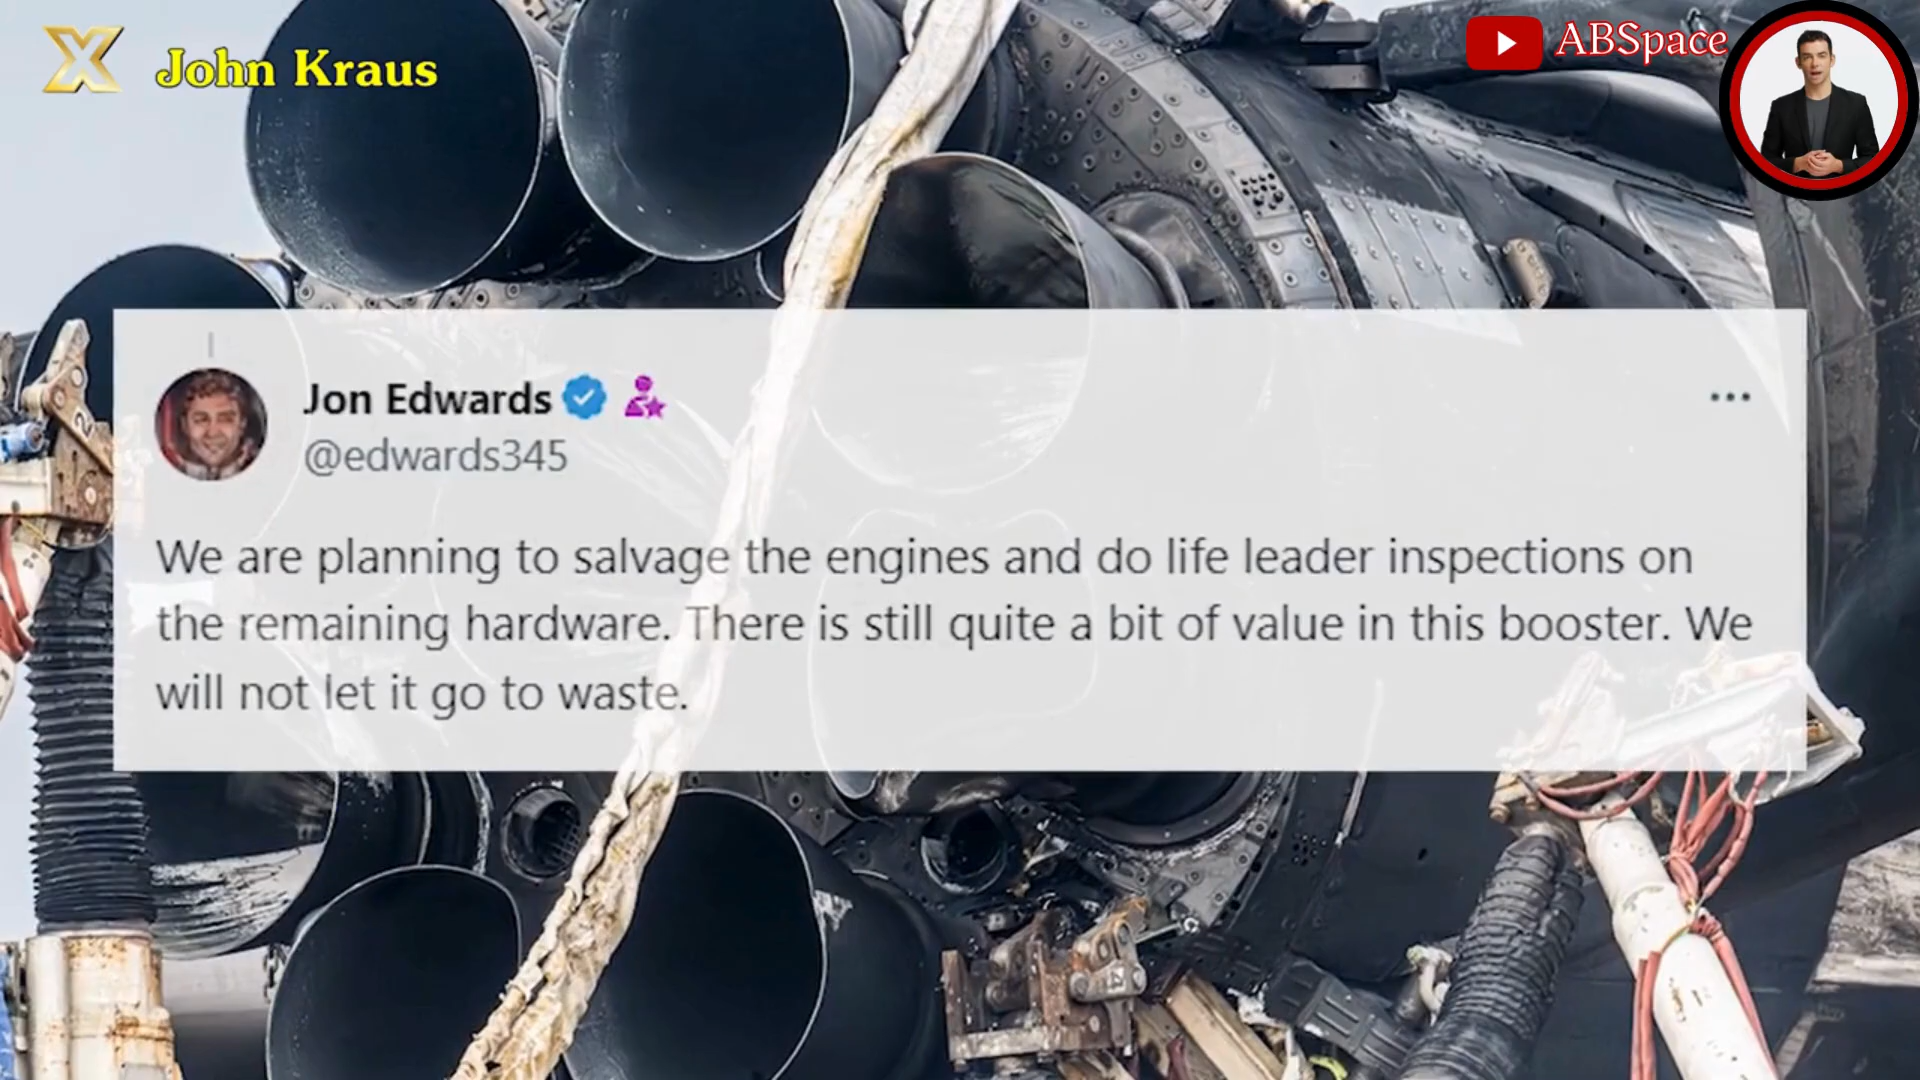 X John Kraus
ABSpace
Jon Edwards
@edwards345
We are planning to salvage the engines and do life leader inspections on
the remaining hardware. There is still quite a bit of value in this booster. We
will not let it go to waste.
2